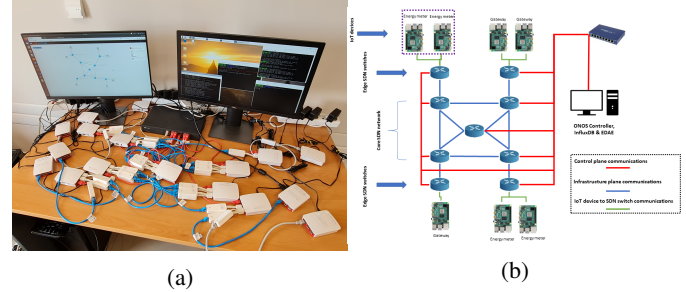 Energy meter
Energy meter
Gateway
Gateway
IoT devices
Edge SDN switches
Core SDN network
Edge SDN switches
ONOS Controller,
InfluxDB & EDAE
Control plane communications
Infrastructure plane communications
IoT device to SDN switch communications
Gateway
Energy meter
Energy meter
(a)
(b)